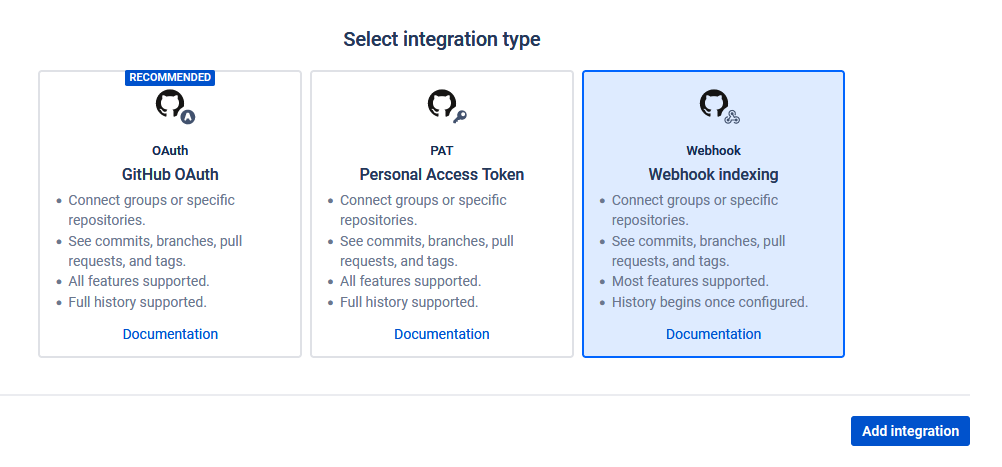 Select integration type
RECOMMENDED
OAuth
GitHub OAuth
• Connect groups or specific
repositories.
• See commits, branches, pull
requests, and tags.
• All features supported.
• Full history supported.
Documentation
PAT
Personal Access Token
• Connect groups or specific
repositories.
• See commits, branches, pull
requests, and tags.
• All features supported.
• Full history supported.
Documentation
Webhook
Webhook indexing
• Connect groups or specific
repositories.
• See commits, branches, pull
requests, and tags.
• Most features supported.
• History begins once configured.
Documentation
Add integration